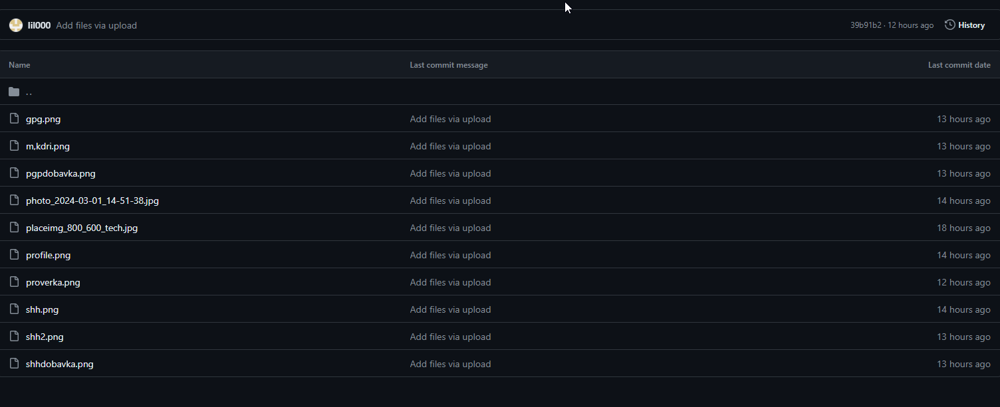 lil000 Add files via upload 39b91b2 · 12 hours ago History
Name Last commit message Last commit date
..
gpg.png Add files via upload 13 hours ago
m,kdri.png Add files via upload 13 hours ago
pgpdobavka.png Add files via upload 13 hours ago
photo_2024-03-01_14-51-38.jpg Add files via upload 14 hours ago
placeimg_800_600_tech.jpg Add files via upload 18 hours ago
profile.png Add files via upload 14 hours ago
proverka.png Add files via upload 12 hours ago
shh.png Add files via upload 14 hours ago
shh2.png Add files via upload 13 hours ago
shhdobavka.png Add files via upload 13 hours ago